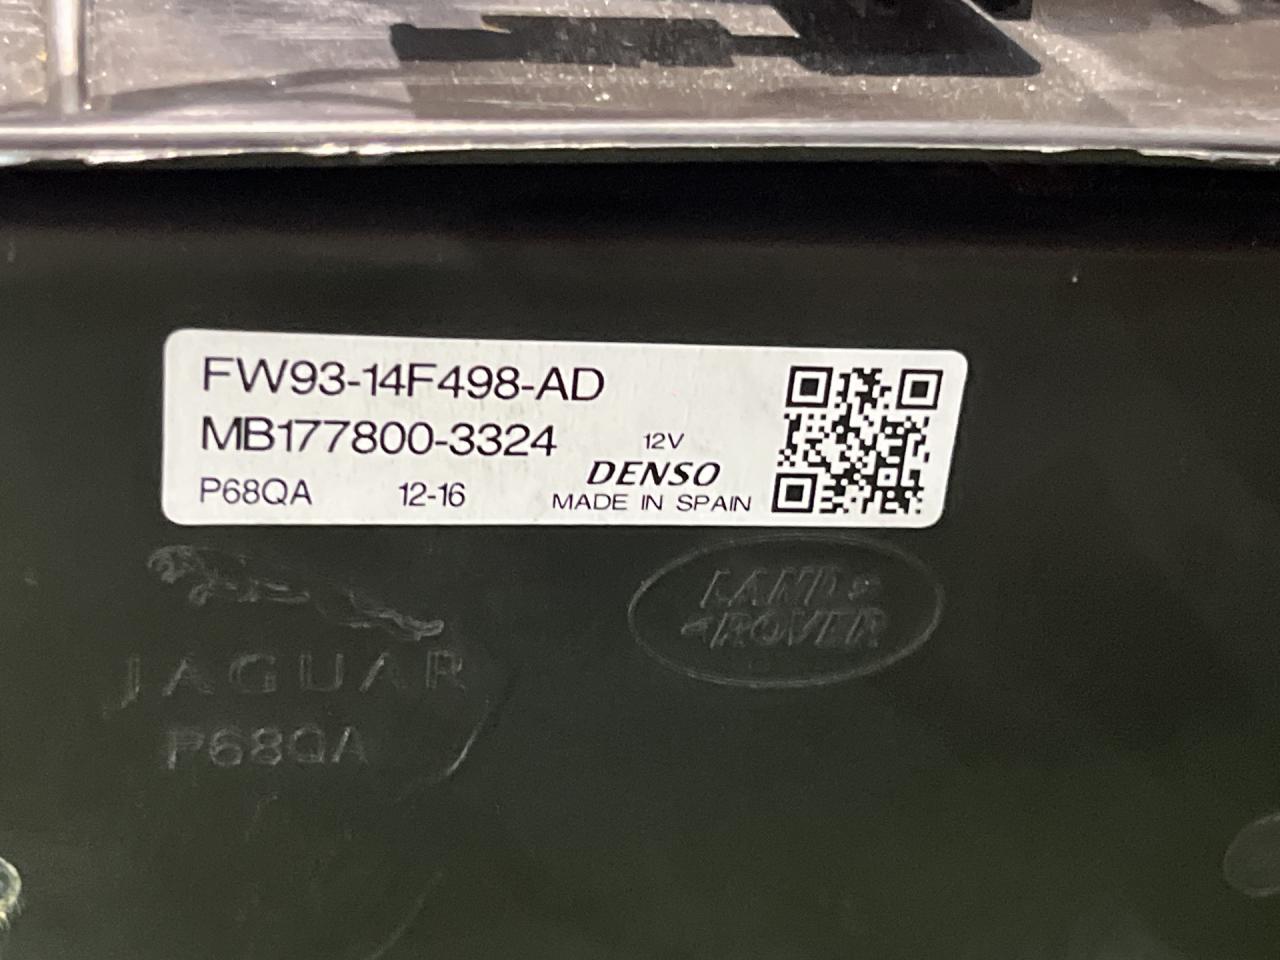 FW93-14F498-AD
MB177800-3324
12V
P68QA 12-16
DENSO
MADE IN SPAIN
JAGUAR
LAND
ROVER
P68QA